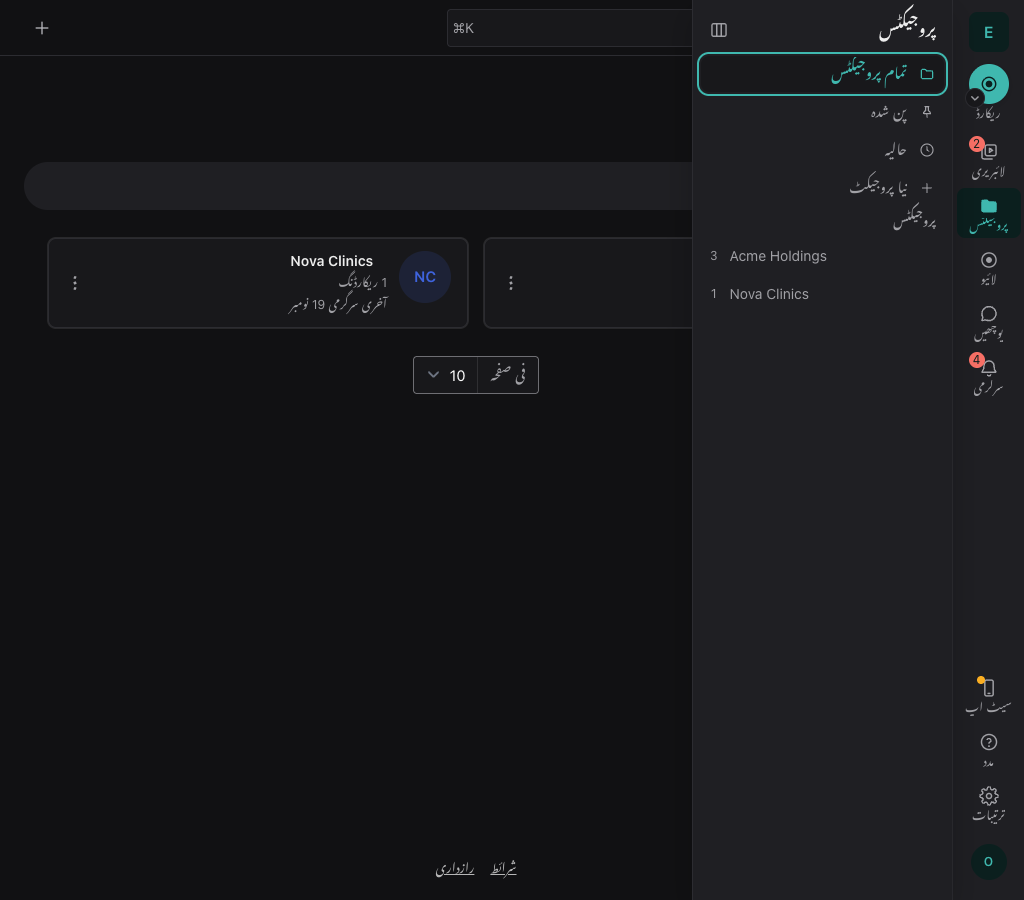 E
ریکارڈ
2
لائبریری
پروجیکٹس
لائیو
پوچھیں
4
سرگرمی
سیٹ اپ
مدد
ترتیبات
O
پروجیکٹس
تمام پروجیکٹس
پن شدہ
حالیہ
نیا پروجیکٹ
پروجیکٹس
Acme Holdings 3
Nova Clinics 1
⌘K
NC
Nova Clinics
1 ریکارڈنگ
آخری سرگرمی 19 نومبر
فی صفحہ 10
شرائط رازداری